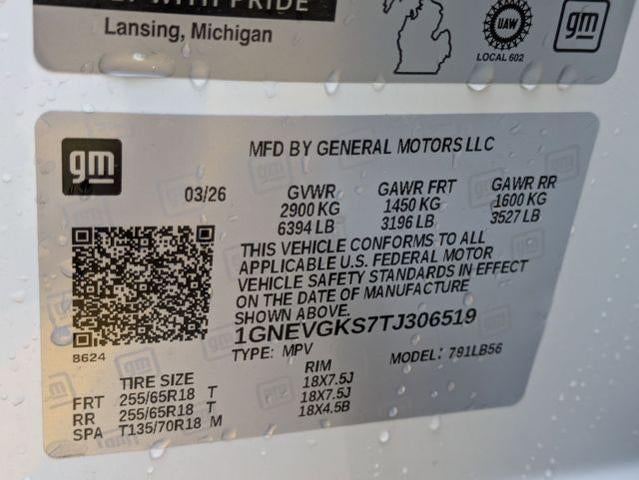 WITH PRIDE
Lansing, Michigan
UAW
LOCAL 602
gm
gm
MFD BY GENERAL MOTORS LLC
03/26 GVWR GAWR FRT GAWR RR
2900 KG 1450 KG 1600 KG
6394 LB 3196 LB 3527 LB
THIS VEHICLE CONFORMS TO ALL
APPLICABLE U.S. FEDERAL MOTOR
VEHICLE SAFETY STANDARDS IN EFFECT
ON THE DATE OF MANUFACTURE
SHOWN ABOVE.
1GNEVGKS7TJ306519
8624
TYPE: MPV MODEL: 791LB56
TIRE SIZE RIM
FRT 255/65R18 T 18X7.5J
RR 255/65R18 T 18X7.5J
SPA T135/70R18 M 18X4.5B